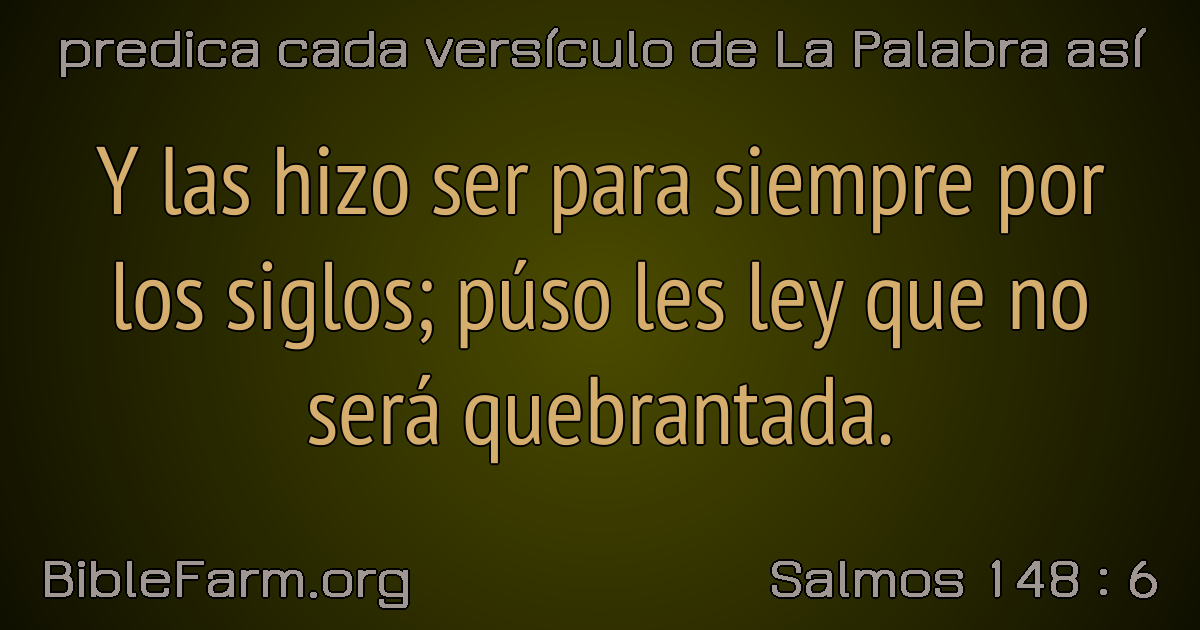 predica cada versículo de La Palabra así
Y las hizo ser para siempre por
los siglos; púso les ley que no
será quebrantada.
BibleFarm.org
Salmos 148 : 6